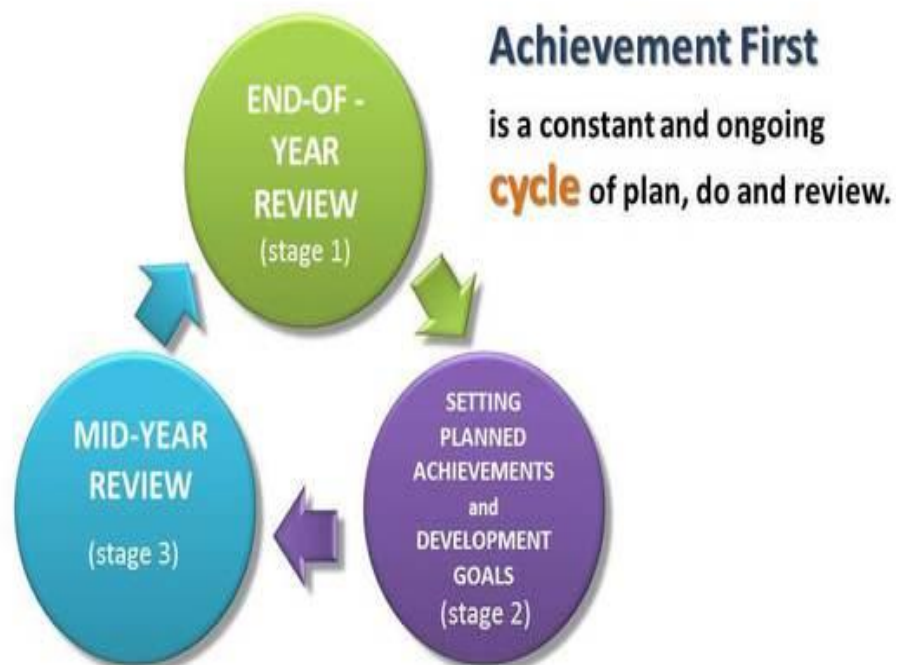 Achievement First
is a constant and ongoing
cycle of plan, do and review.
END-OF -
YEAR
REVIEW
(stage 1)
SETTING
PLANNED
ACHIEVEMENTS
and
DEVELOPMENT
GOALS
(stage 2)
MID-YEAR
REVIEW
(stage 3)